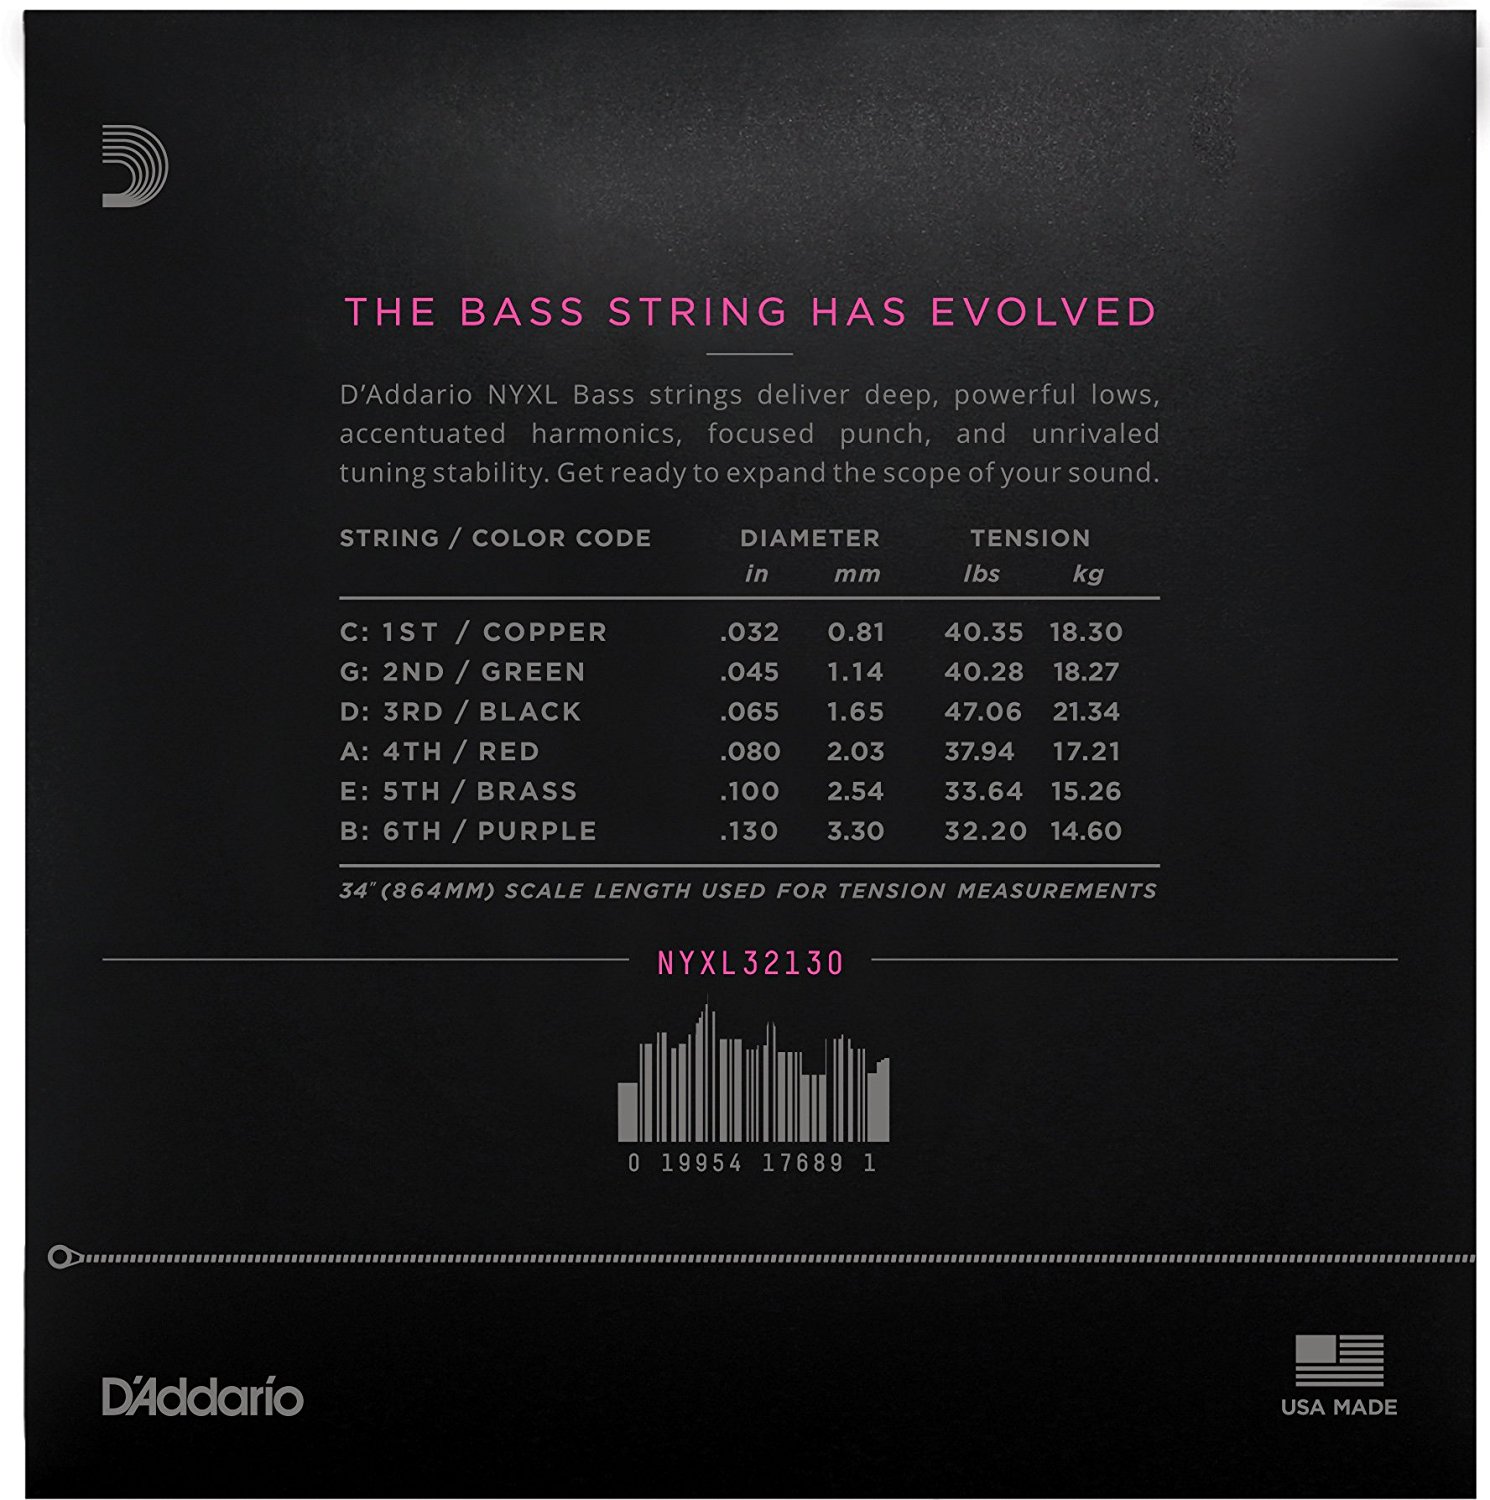 THE BASS STRING HAS EVOLVED
D’Addario NYXL Bass strings deliver deep, powerful lows,
accentuated harmonics, focused punch, and unrivaled
tuning stability. Get ready to expand the scope of your sound.
STRING / COLOR CODE DIAMETER TENSION
in mm lbs kg
C: 1ST / COPPER .032 0.81 40.35 18.30
G: 2ND / GREEN .045 1.14 40.28 18.27
D: 3RD / BLACK .065 1.65 47.06 21.34
A: 4TH / RED .080 2.03 37.94 17.21
E: 5TH / BRASS .100 2.54 33.64 15.26
B: 6TH / PURPLE .130 3.30 32.20 14.60
34" (864MM) SCALE LENGTH USED FOR TENSION MEASUREMENTS
NYXL32130
0 19954 17689 1
D'Addario
USA MADE